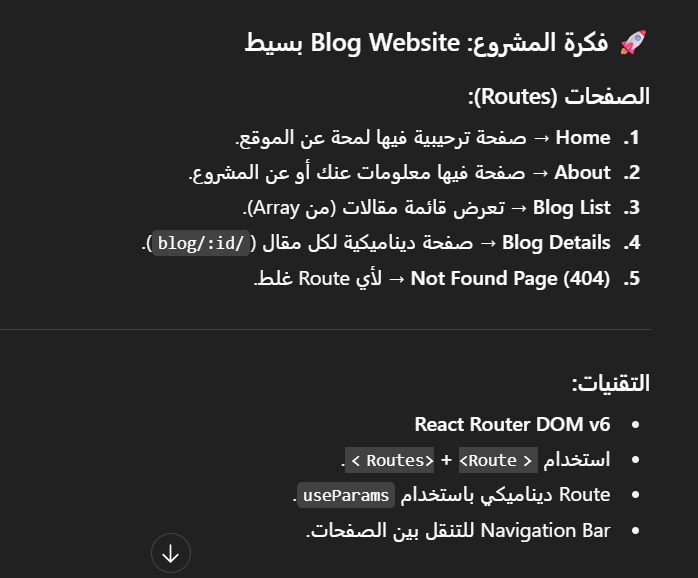 🚀 فكرة المشروع: Blog Website بسيط
الصفحات (Routes):
1. Home → صفحة ترحيبية فيها لمحة عن الموقع.
2. About → صفحة فيها معلومات عنك أو عن المشروع.
3. Blog List → تعرض قائمة مقالات (من Array).
4. Blog Details → صفحة ديناميكية لكل مقال (blog/:id/).
5. Not Found Page (404) → لأي Route غلط.
التقنيات:
• React Router DOM v6
• استخدام <Route > + < Routes>.
• Route ديناميكي باستخدام useParams.
• Navigation Bar للتنقل بين الصفحات.